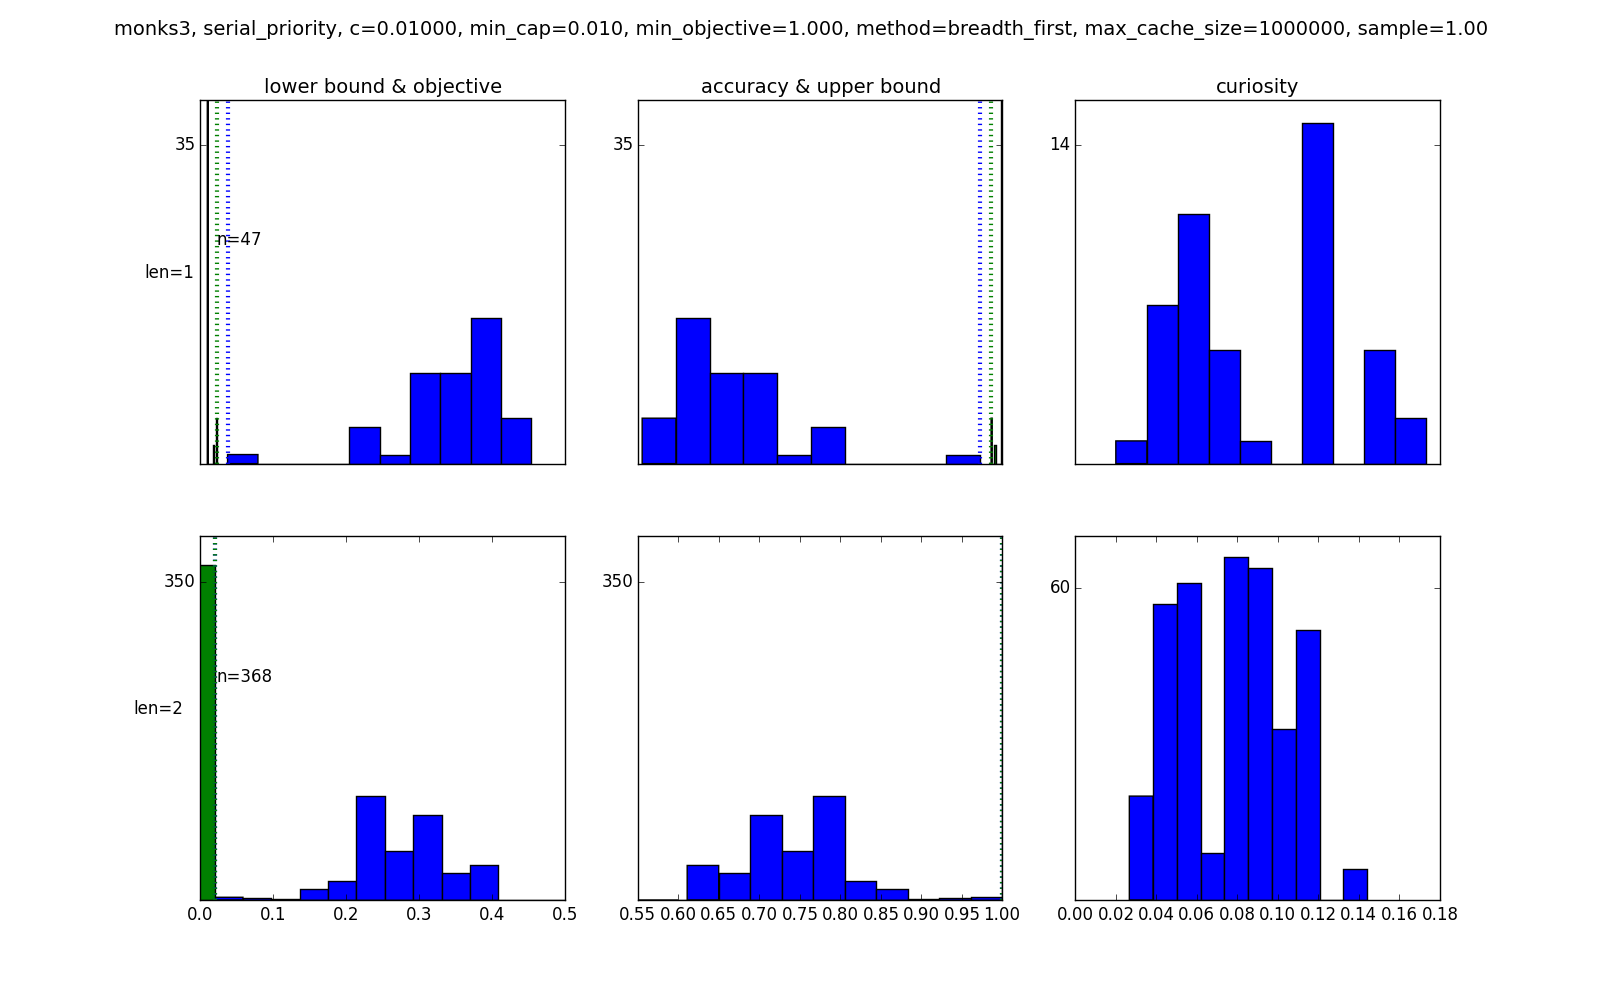 monks3, serial_priority, c=0.01000, min_cap=0.010, min_objective=1.000, method=breadth_first, max_cache_size=1000000, sample=1.00
lower bound & objective
accuracy & upper bound
curiosity
35
n=47
len=1
35
14
350
n=368
len=2
0.0 0.1 0.2 0.3 0.4 0.5
350
0.55 0.60 0.65 0.70 0.75 0.80 0.85 0.90 0.95 1.00
60
0.00 0.02 0.04 0.06 0.08 0.10 0.12 0.14 0.16 0.18